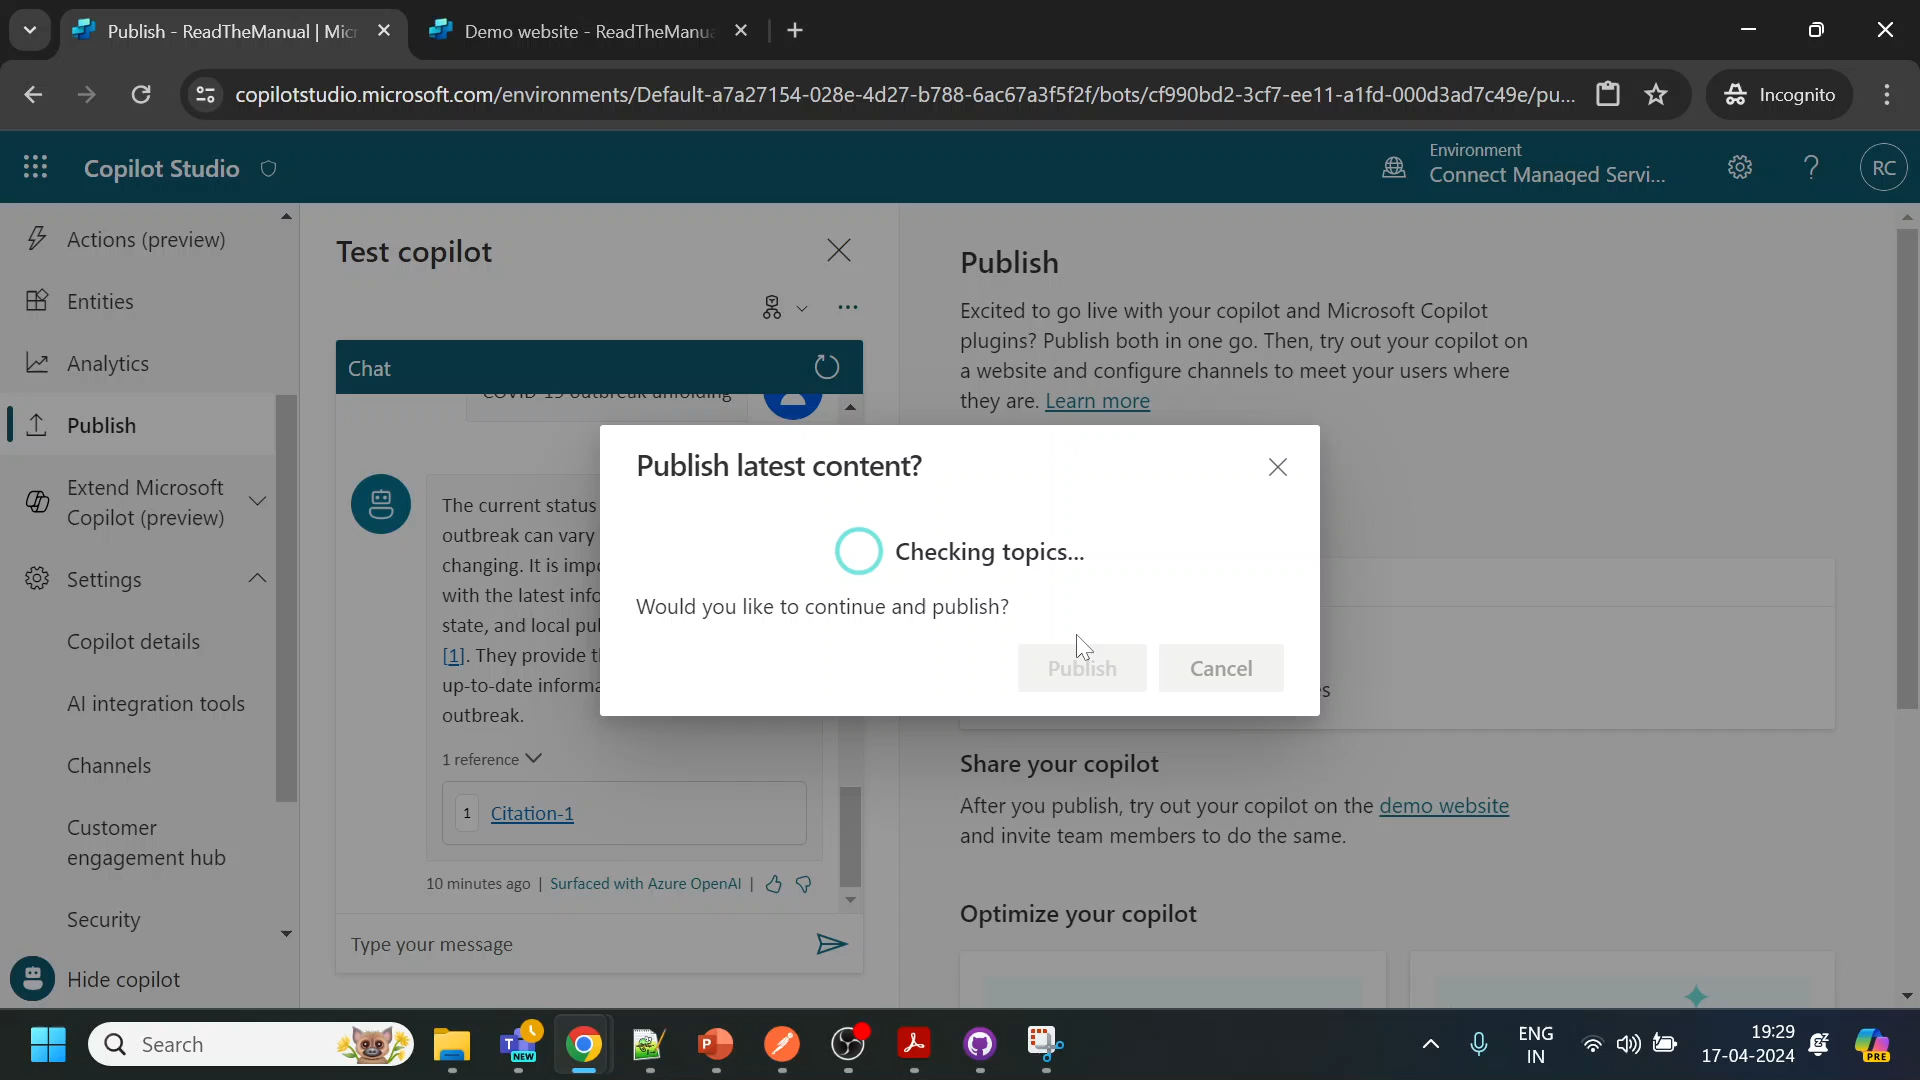 Publish - ReadTheManual | Mic
Demo website - ReadTheManua
copilotstudio.microsoft.com/environments/Default-a7a27154-028e-4d27-b788-6ac67a3f5f2f/bots/cf990bd2-3cf7-ee11-a1fd-000d3ad7c49e/pu...
Incognito
Copilot Studio
Environment
Connect Managed Servi...
RC
Actions (preview)
Entities
Analytics
Publish
Extend Microsoft
Copilot (preview)
Settings
Copilot details
AI integration tools
Channels
Customer
engagement hub
Security
Hide copilot
Test copilot
Chat
COVID-19 outbreak unfolding
The current status
outbreak can vary
changing. It is imp
with the latest info
state, and local pu
[1]. They provide
up-to-date informa
outbreak.
1 reference
1 Citation-1
10 minutes ago | Surfaced with Azure OpenAI |
Type your message
Publish
Excited to go live with your copilot and Microsoft Copilot
plugins? Publish both in one go. Then, try out your copilot on
a website and configure channels to meet your users where
they are. Learn more
Publish latest content?
Checking topics...
Would you like to continue and publish?
Publish
Cancel
Share your copilot
After you publish, try out your copilot on the demo website
and invite team members to do the same.
Optimize your copilot
Search
NEW
ENG
IN
19:29
17-04-2024
PRE